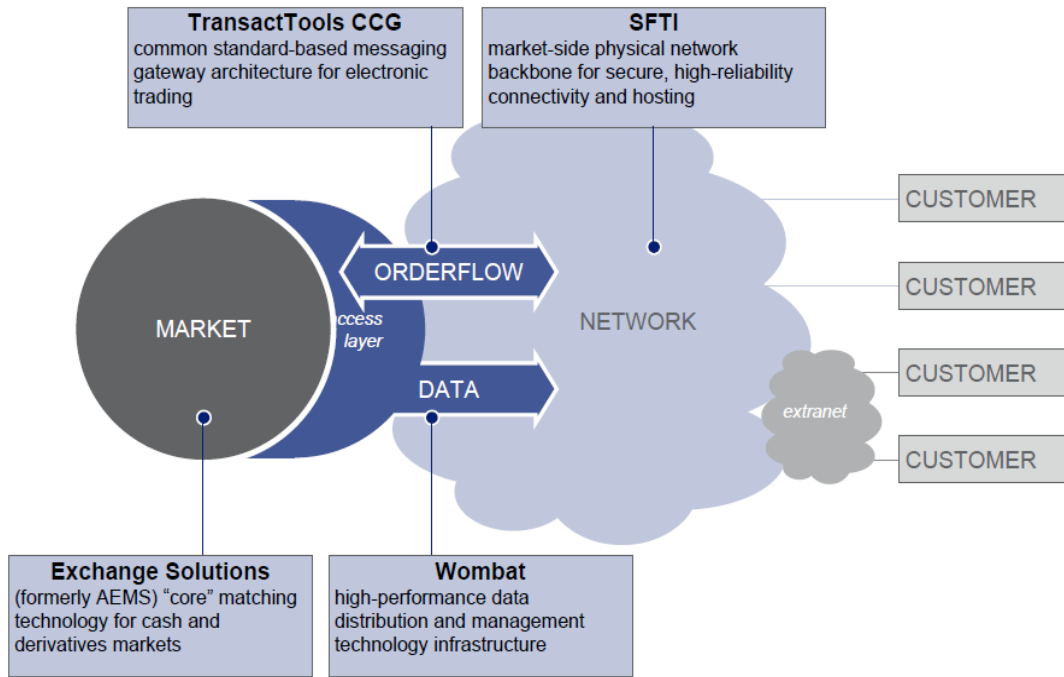 TransactTools CCG
common standard-based messaging
gateway architecture for electronic
trading
SFTI
market-side physical network
backbone for secure, high-reliability
connectivity and hosting
CUSTOMER
CUSTOMER
CUSTOMER
CUSTOMER
ORDERFLOW
MARKET
ccess
layer
NETWORK
DATA
extranet
Exchange Solutions
(formerly AEMS) “core” matching
technology for cash and
derivatives markets
Wombat
high-performance data
distribution and management
technology infrastructure